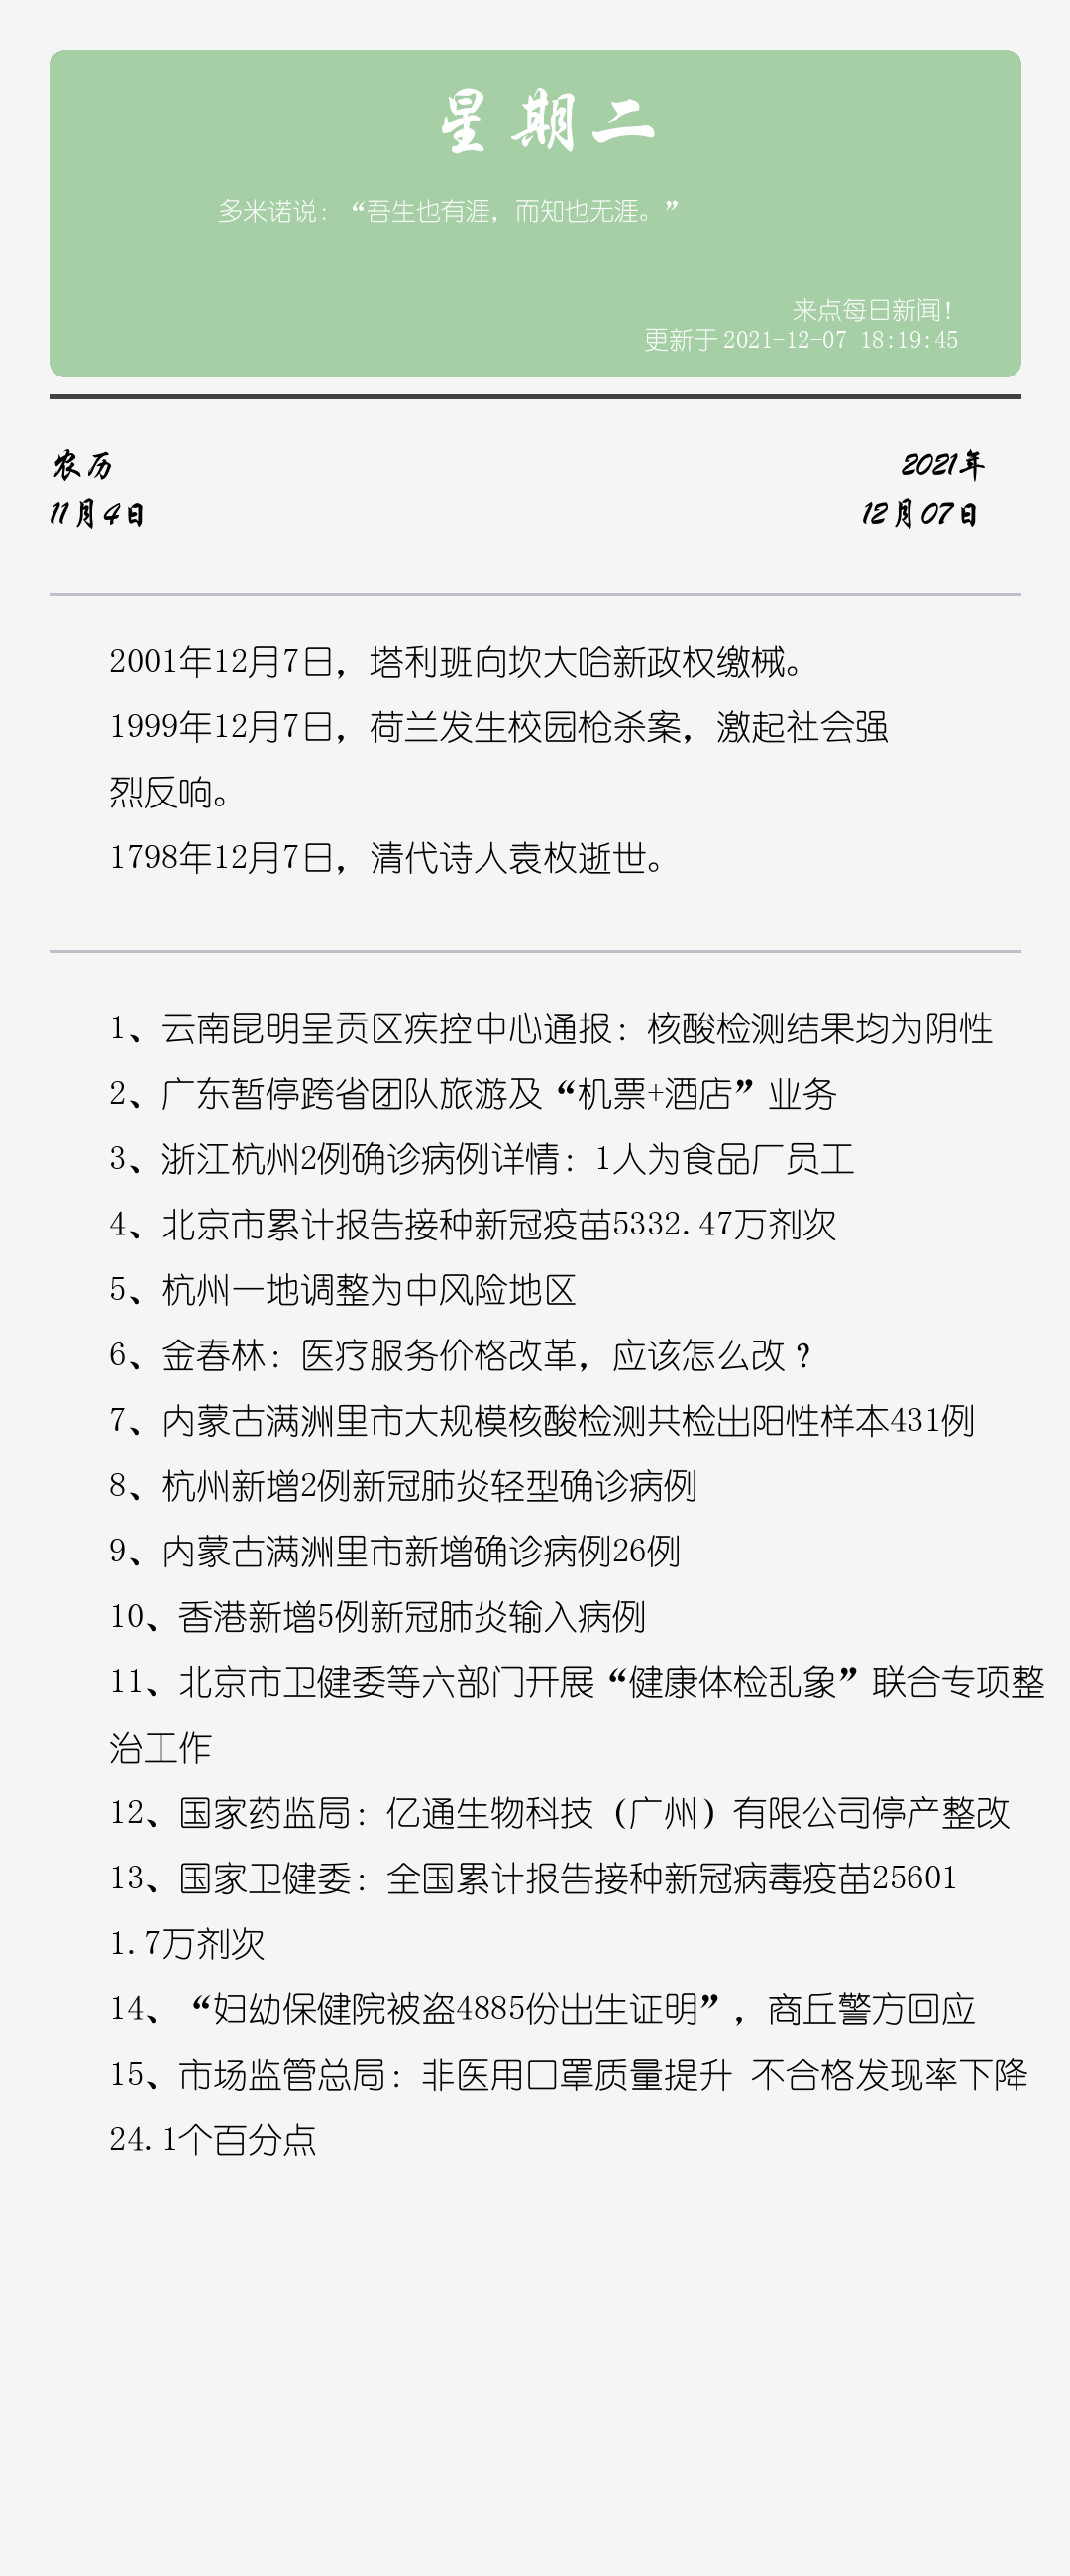 星期二
多米诺说：“吾生也有涯，而知也无涯。”
来点每日新闻！
更新于 2021-12-07 18:19:45
农历
2021年
11月4日
12月07日
2001年12月7日，塔利班向坎大哈新政权缴械。
1999年12月7日，荷兰发生校园枪杀案，激起社会强
烈反响。
1798年12月7日，清代诗人袁枚逝世。
1、云南昆明呈贡区疾控中心通报：核酸检测结果均为阴性
2、广东暂停跨省团队旅游及“机票+酒店”业务
3、浙江杭州2例确诊病例详情：1人为食品厂员工
4、北京市累计报告接种新冠疫苗5332.47万剂次
5、杭州一地调整为中风险地区
6、金春林：医疗服务价格改革，应该怎么改？
7、内蒙古满洲里市大规模核酸检测共检出阳性样本431例
8、杭州新增2例新冠肺炎轻型确诊病例
9、内蒙古满洲里市新增确诊病例26例
10、香港新增5例新冠肺炎输入病例
11、北京市卫健委等六部门开展“健康体检乱象”联合专项整
治工作
12、国家药监局：亿通生物科技（广州）有限公司停产整改
13、国家卫健委：全国累计报告接种新冠病毒疫苗25601
1.7万剂次
14、“妇幼保健院被盗4885份出生证明”，商丘警方回应
15、市场监管总局：非医用口罩质量提升 不合格发现率下降
24.1个百分点